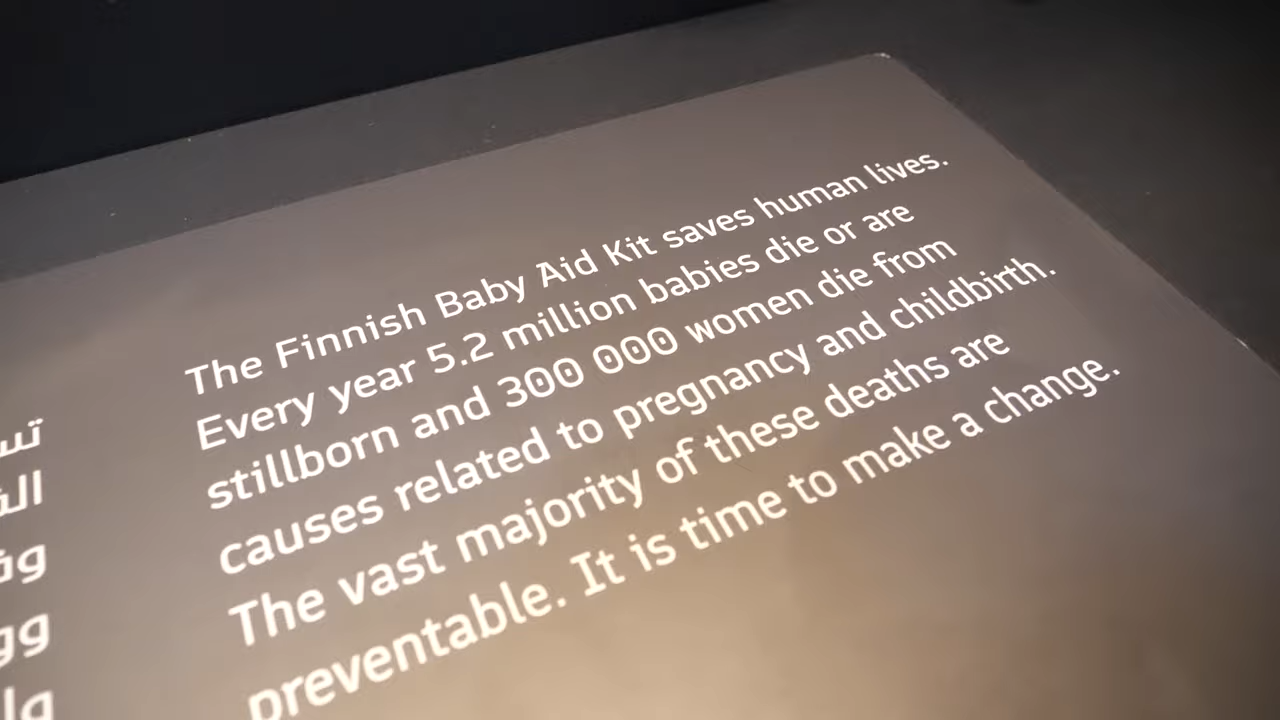 The Finnish Baby Aid Kit saves human lives.
Every year 5.2 million babies die or are
stillborn and 300 000 women die from
causes related to pregnancy and childbirth.
The vast majority of these deaths are
preventable. It is time to make a change.